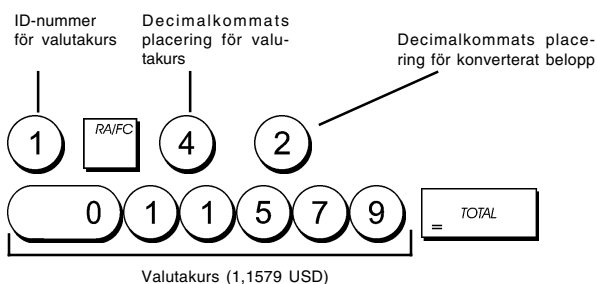 ID-nummer
för valutakurs
Decimalkommats
placering för valu-
takurs
Decimalkommats place-
ring för konverterat belopp
1 RA/FC 4 2
0 1 1 5 7 9 = TOTAL
Valutakurs (1,1579 USD)